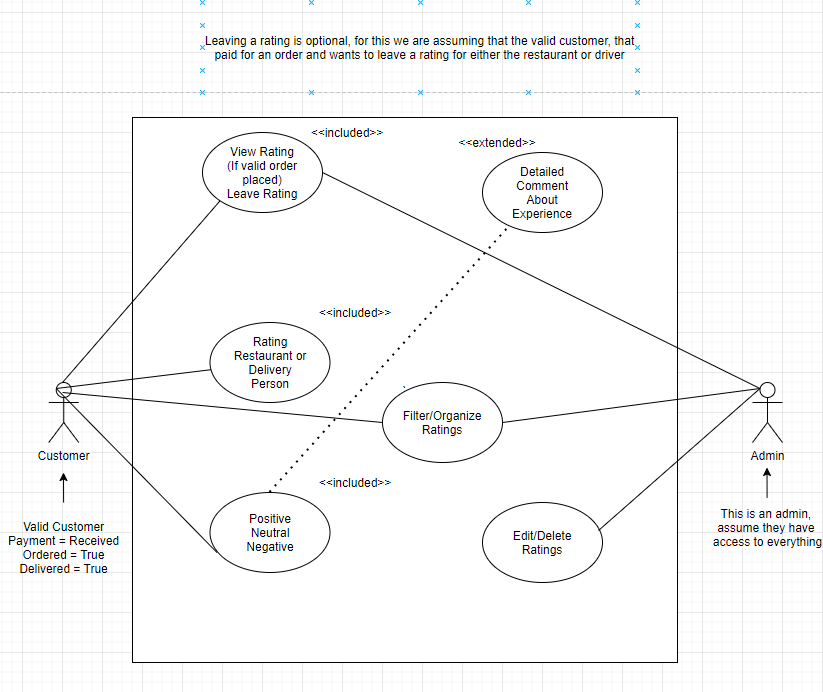 Leaving a rating is optional, for this we are assuming that the valid customer, that
paid for an order and wants to leave a rating for either the restaurant or driver
<<included>>
<<extended>>
View Rating
(If valid order
placed)
Leave Rating
Detailed
Comment
About
Experience
<<included>>
Rating
Restaurant or
Delivery
Person
Filter/Organize
Ratings
Customer
Admin
<<included>>
Positive
Neutral
Negative
Edit/Delete
Ratings
Valid Customer
Payment = Received
Ordered = True
Delivered = True
This is an admin,
assume they have
access to everything